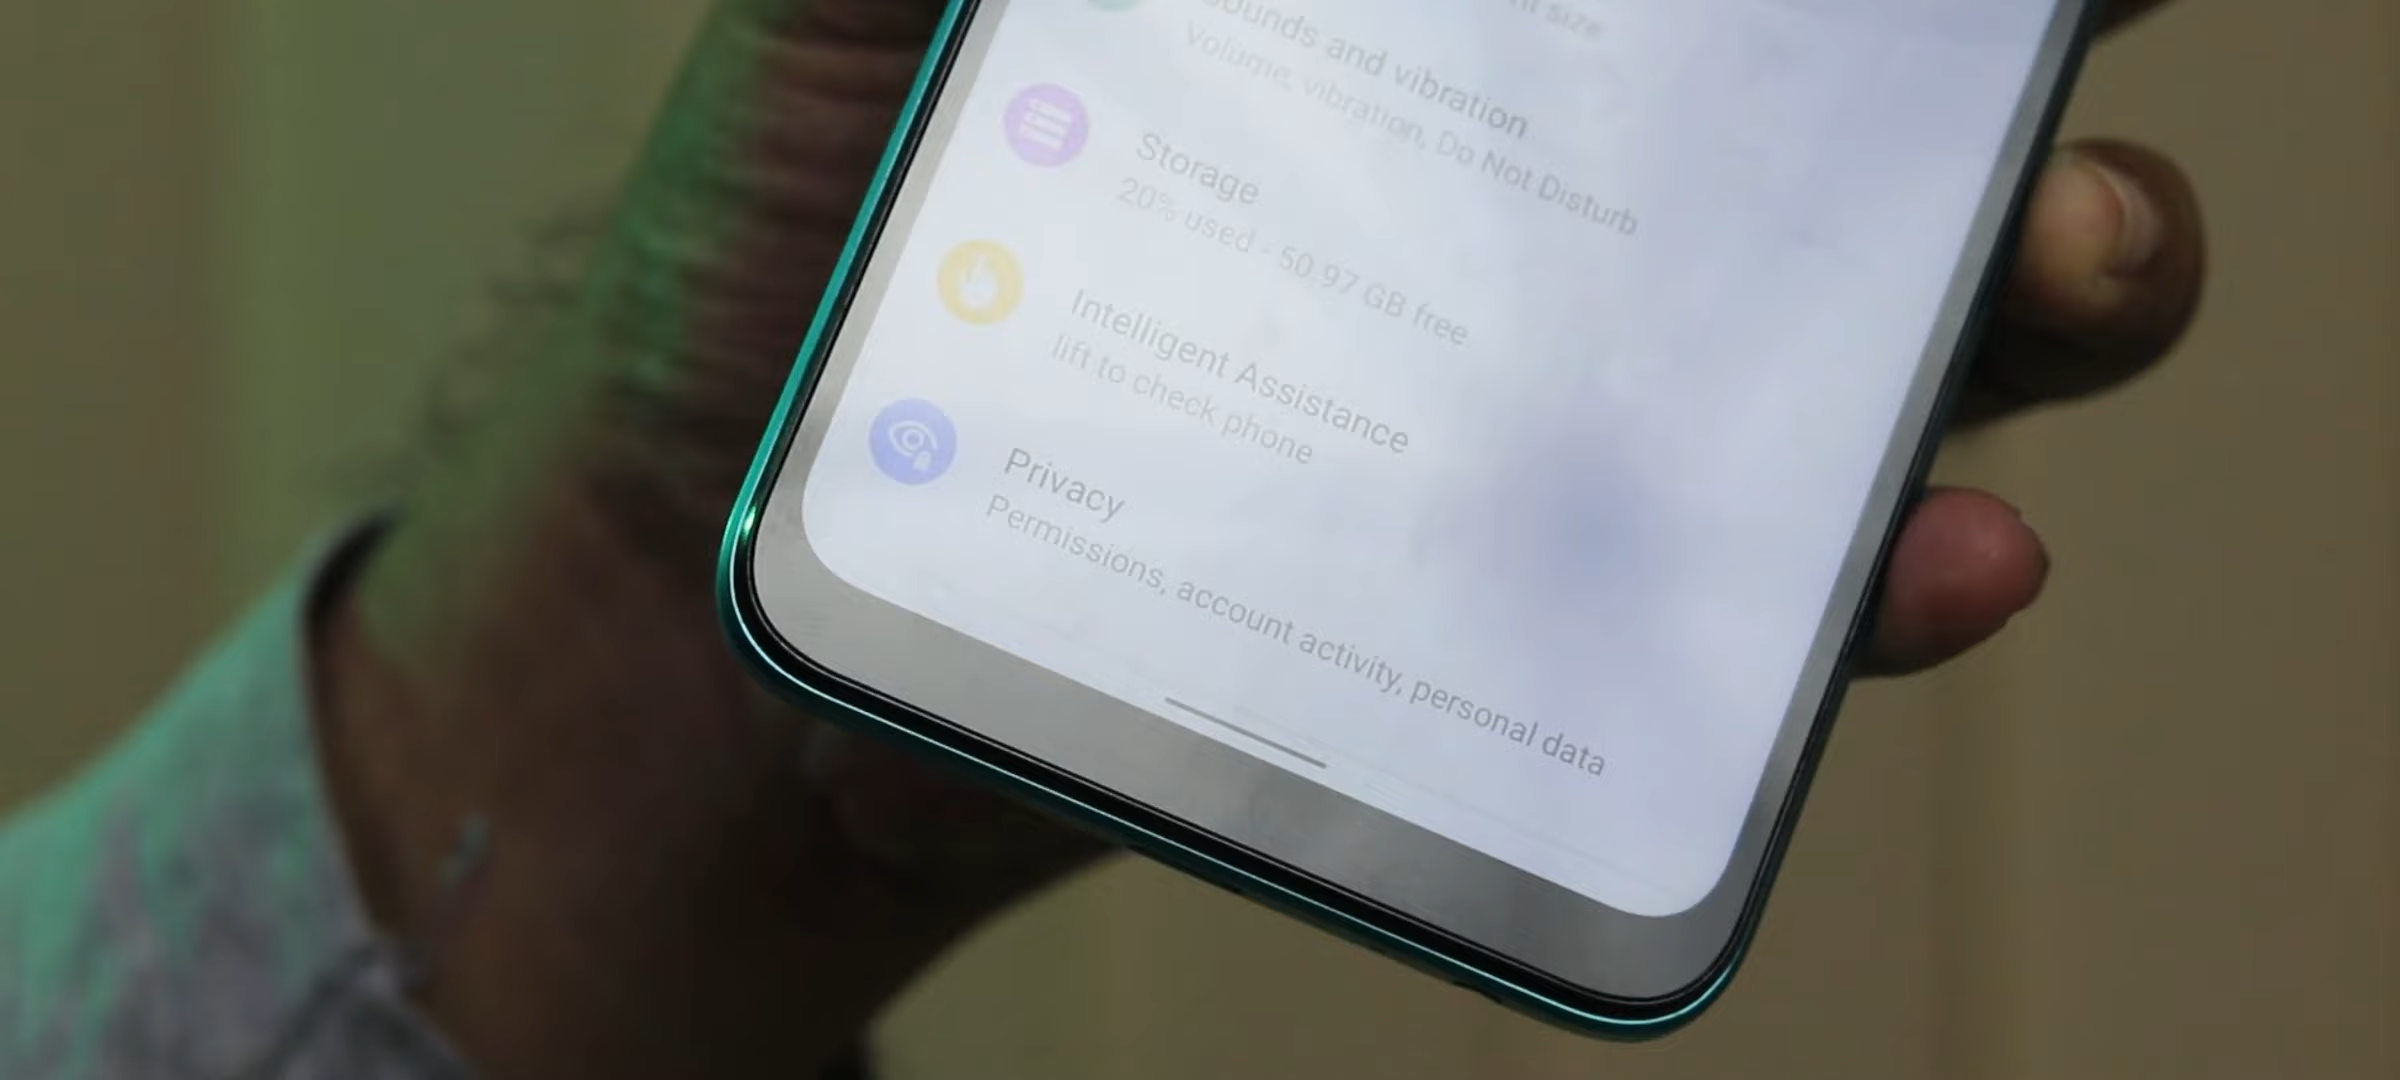 size
Sounds and vibration
Volume, vibration, Do Not Disturb
Storage
20% used - 50.97 GB free
Intelligent Assistance
lift to check phone
Privacy
Permissions, account activity, personal data